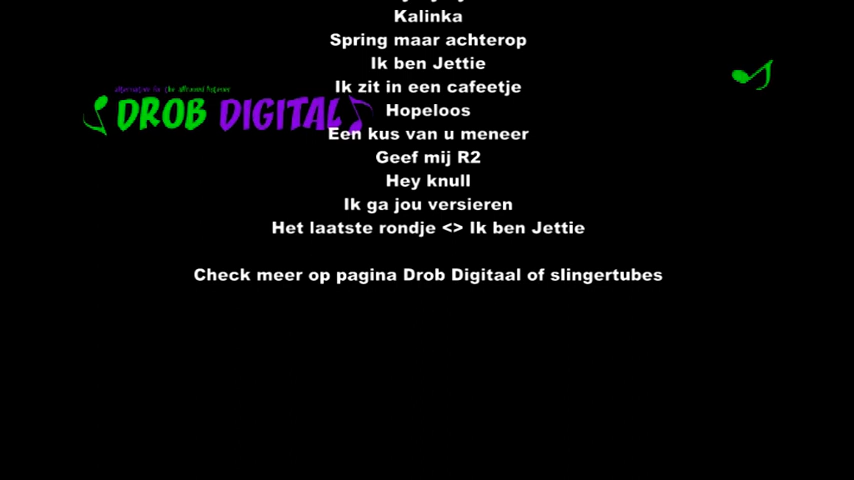 Kalinka
Spring maar achterop
Ik ben Jettie
Ik zit in een cafeetje
DROB DIGITAL
Hopeloos
Een kus van u meneer
Geef mij R2
Hey knull
Ik ga jou versieren
Het laatste rondje <> Ik ben Jettie
Check meer op pagina Drob Digitaal of slingertubes